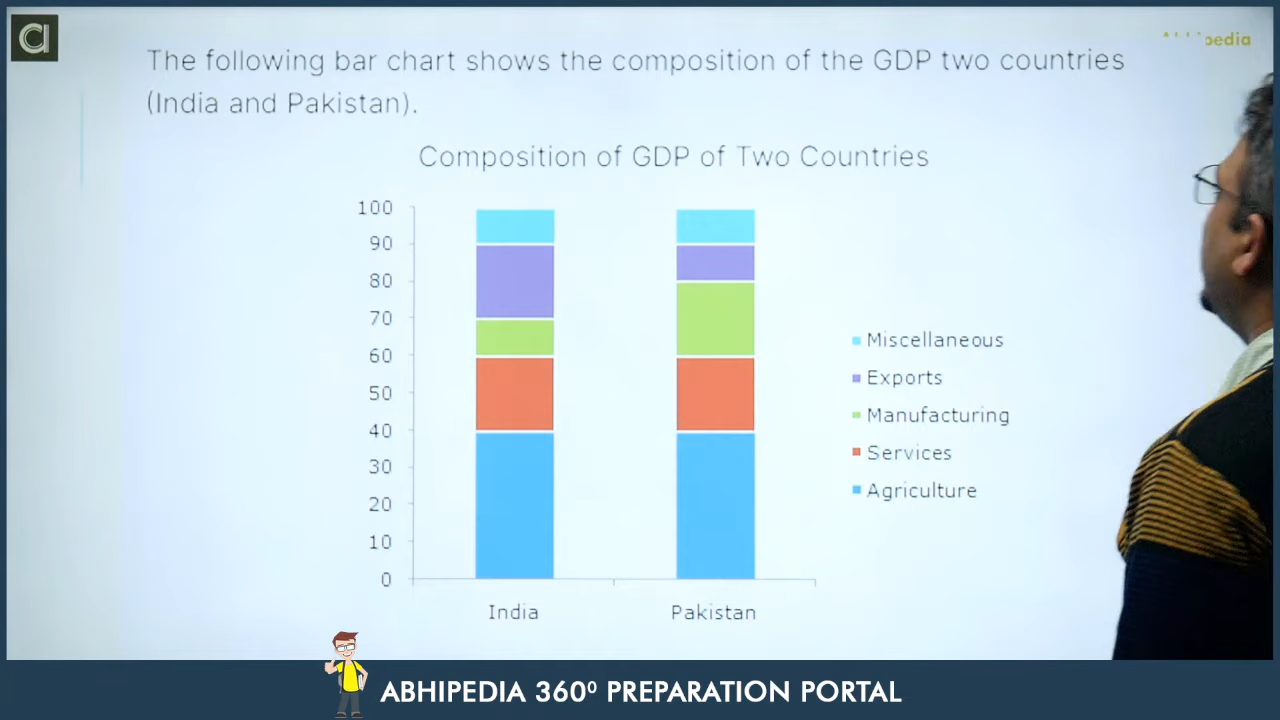 The following bar chart shows the composition of the GDP two countries
(India and Pakistan).
Composition of GDP of Two Countries
100
90
80
70
60
50
40
30
20
10
0
India
Pakistan
Miscellaneous
Exports
Manufacturing
Services
Agriculture
ABHIPEDIA 360⁰ PREPARATION PORTAL